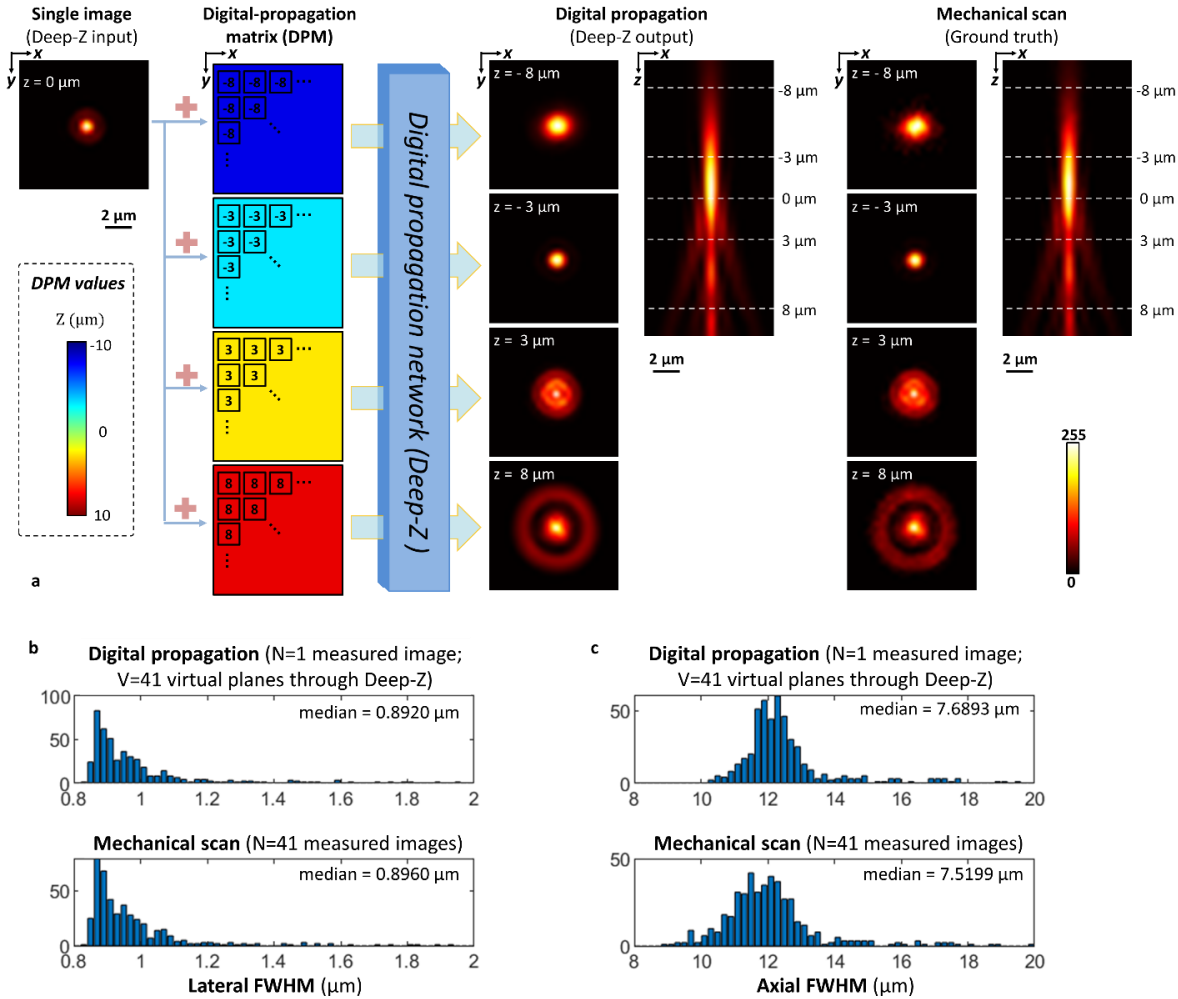 Single image
(Deep-Z input)
Digital-propagation
matrix (DPM)
Digital propagation
(Deep-Z output)
Mechanical scan
(Ground truth)
x
y
z = 0 µm
2 µm
DPM values
Z (µm)
-10
0
10
x
y
-8 -8 -8 ...
-8 -8
-8
-3 -3 -3 ...
-3 -3
-3
3 3 3 ...
3 3
3
8 8 8 ...
8 8
8
Digital propagation network (Deep-Z )
x
y
z = - 8 µm
z = - 3 µm
z = 3 µm
z = 8 µm
x
z
-8 µm
-3 µm
0 µm
3 µm
8 µm
2 µm
x
y
z = - 8 µm
z = - 3 µm
z = 3 µm
z = 8 µm
x
z
-8 µm
-3 µm
0 µm
3 µm
8 µm
2 µm
255
0
a
b
Digital propagation (N=1 measured image;
V=41 virtual planes through Deep-Z)
median = 0.8920 µm
100
50
0
0.8 1 1.2 1.4 1.6 1.8 2
Mechanical scan (N=41 measured images)
median = 0.8960 µm
50
0
0.8 1 1.2 1.4 1.6 1.8 2
Lateral FWHM (µm)
c
Digital propagation (N=1 measured image;
V=41 virtual planes through Deep-Z)
median = 7.6893 µm
50
0
8 10 12 14 16 18 20
Mechanical scan (N=41 measured images)
median = 7.5199 µm
50
0
8 10 12 14 16 18 20
Axial FWHM (µm)